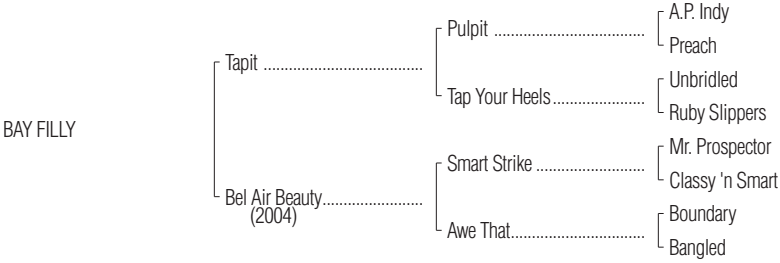 A.P. Indy
Pulpit ....................................
Preach
Tapit ......................................
Unbridled
Tap Your Heels......................
Ruby Slippers
BAY FILLY
Mr. Prospector
Smart Strike ..........................
Classy 'n Smart
Bel Air Beauty........................
(2004)
Boundary
Awe That................................
Bangled